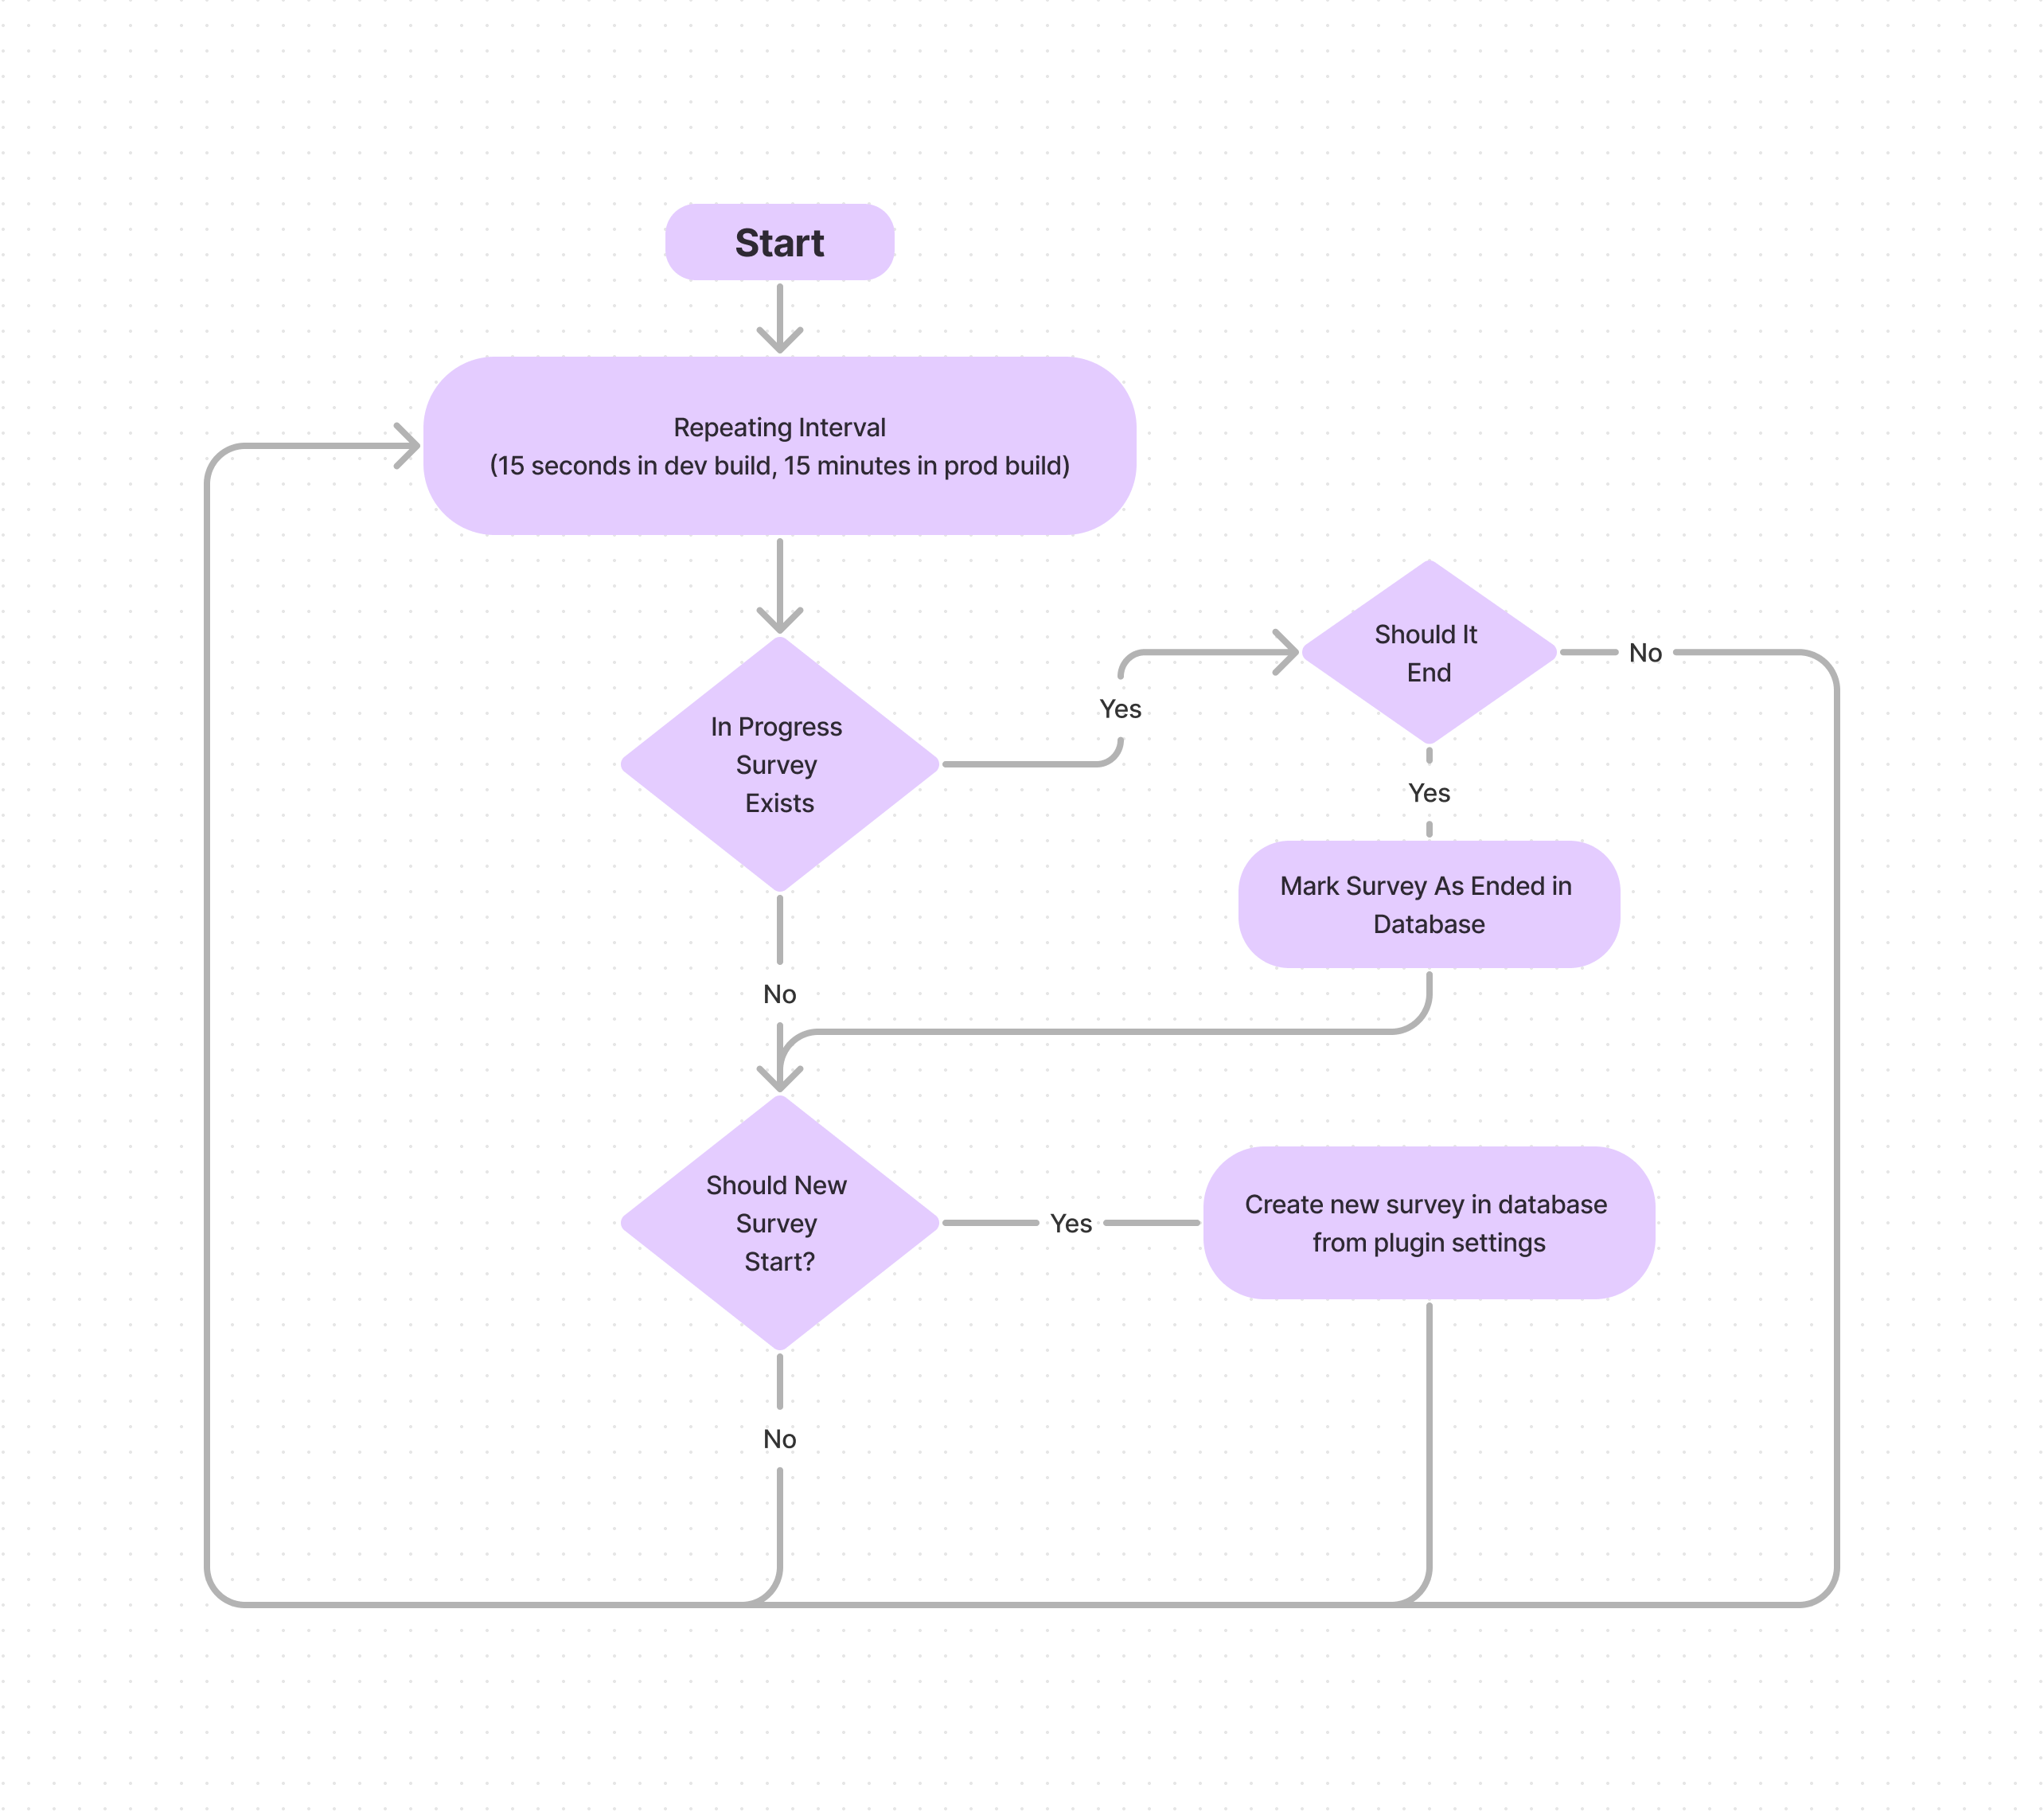 Start
Repeating Interval
(15 seconds in dev build, 15 minutes in prod build)
Should It
End
No
In Progress
Survey
Exists
Yes
Yes
Mark Survey As Ended in
Database
No
Should New
Survey
Start?
Yes
Create new survey in database
from plugin settings
No